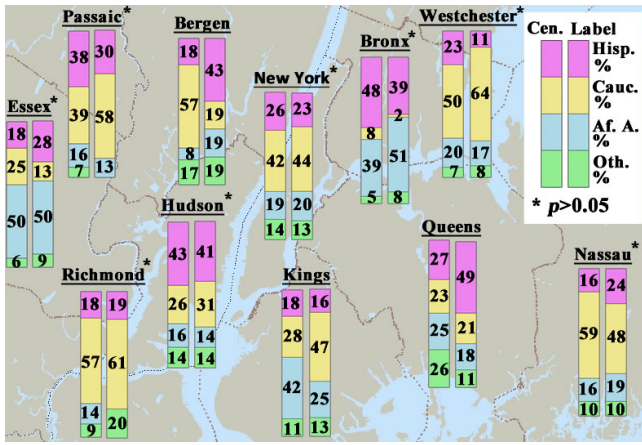 Passaic*
38 30
39 58
16 13
7
Bergen
18 43
57 19
8 19
17 19
Westchester*
23 11
50 64
20 17
7 8
Cen. Label
Hisp.
%
Cauc.
%
Af. A.
%
Oth.
%
* p>0.05
Bronx*
48 39
8 2
39 51
5 8
New York*
26 23
42 44
19 20
14 13
Essex*
18 28
25 13
50 50
6 9
Hudson*
43 41
26 31
16 14
14 14
Queens
27 49
23 21
25 18
26 11
Nassau*
16 24
59 48
16 19
10 10
Richmond*
18 19
57 61
14 20
9
Kings
18 16
28 47
42 25
11 13